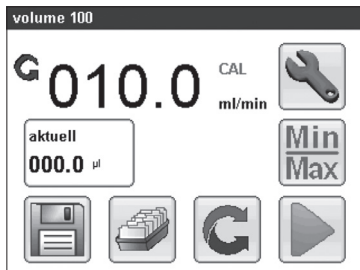 volume 100
010.0 CAL
ml/min
aktuell
000.0 µl
Min
Max